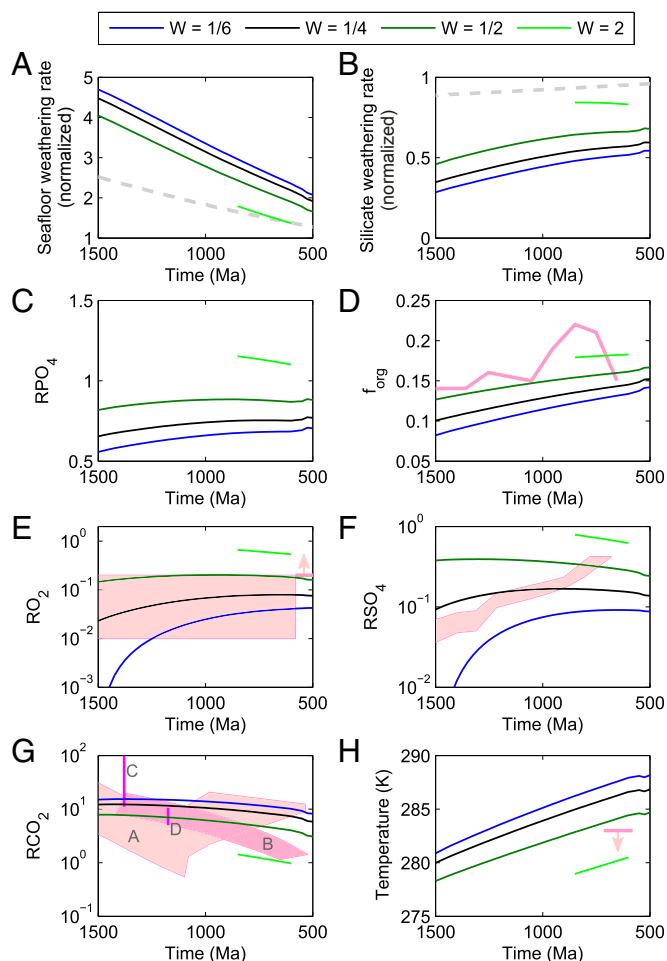 W = 1/6 W = 1/4 W = 1/2 W = 2
A
Seafloor weathering rate
(normalized)
5
4
3
2
1
1500 1000 500
Time (Ma)
B
Silicate weathering rate
(normalized)
1
0.5
0
1500 1000 500
Time (Ma)
C
RPO4
1.5
1
0.5
1500 1000 500
Time (Ma)
D
forg
0.25
0.20
0.15
0.10
0.05
1500 1000 500
Time (Ma)
E
RO2
10^0
10^-1
10^-2
10^-3
1500 1000 500
Time (Ma)
F
RSO4
10^0
10^-1
10^-2
1500 1000 500
Time (Ma)
G
RCO2
10^2
10^1
10^0
10^-1
C
A
D
B
1500 1000 500
Time (Ma)
H
Temperature (K)
290
285
280
275
1500 1000 500
Time (Ma)